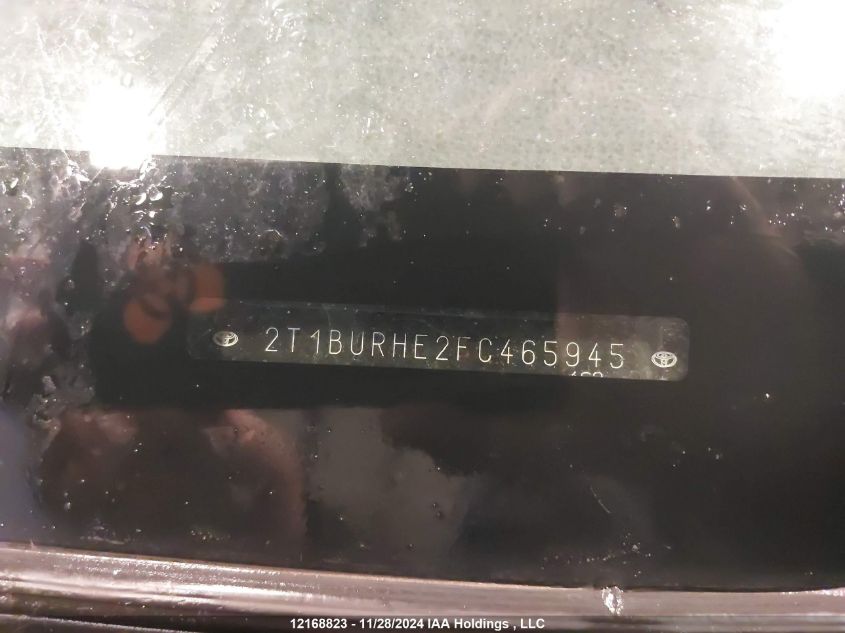 2T1BURHE2FC465945
12168823 - 11/28/2024 IAA Holdings , LLC